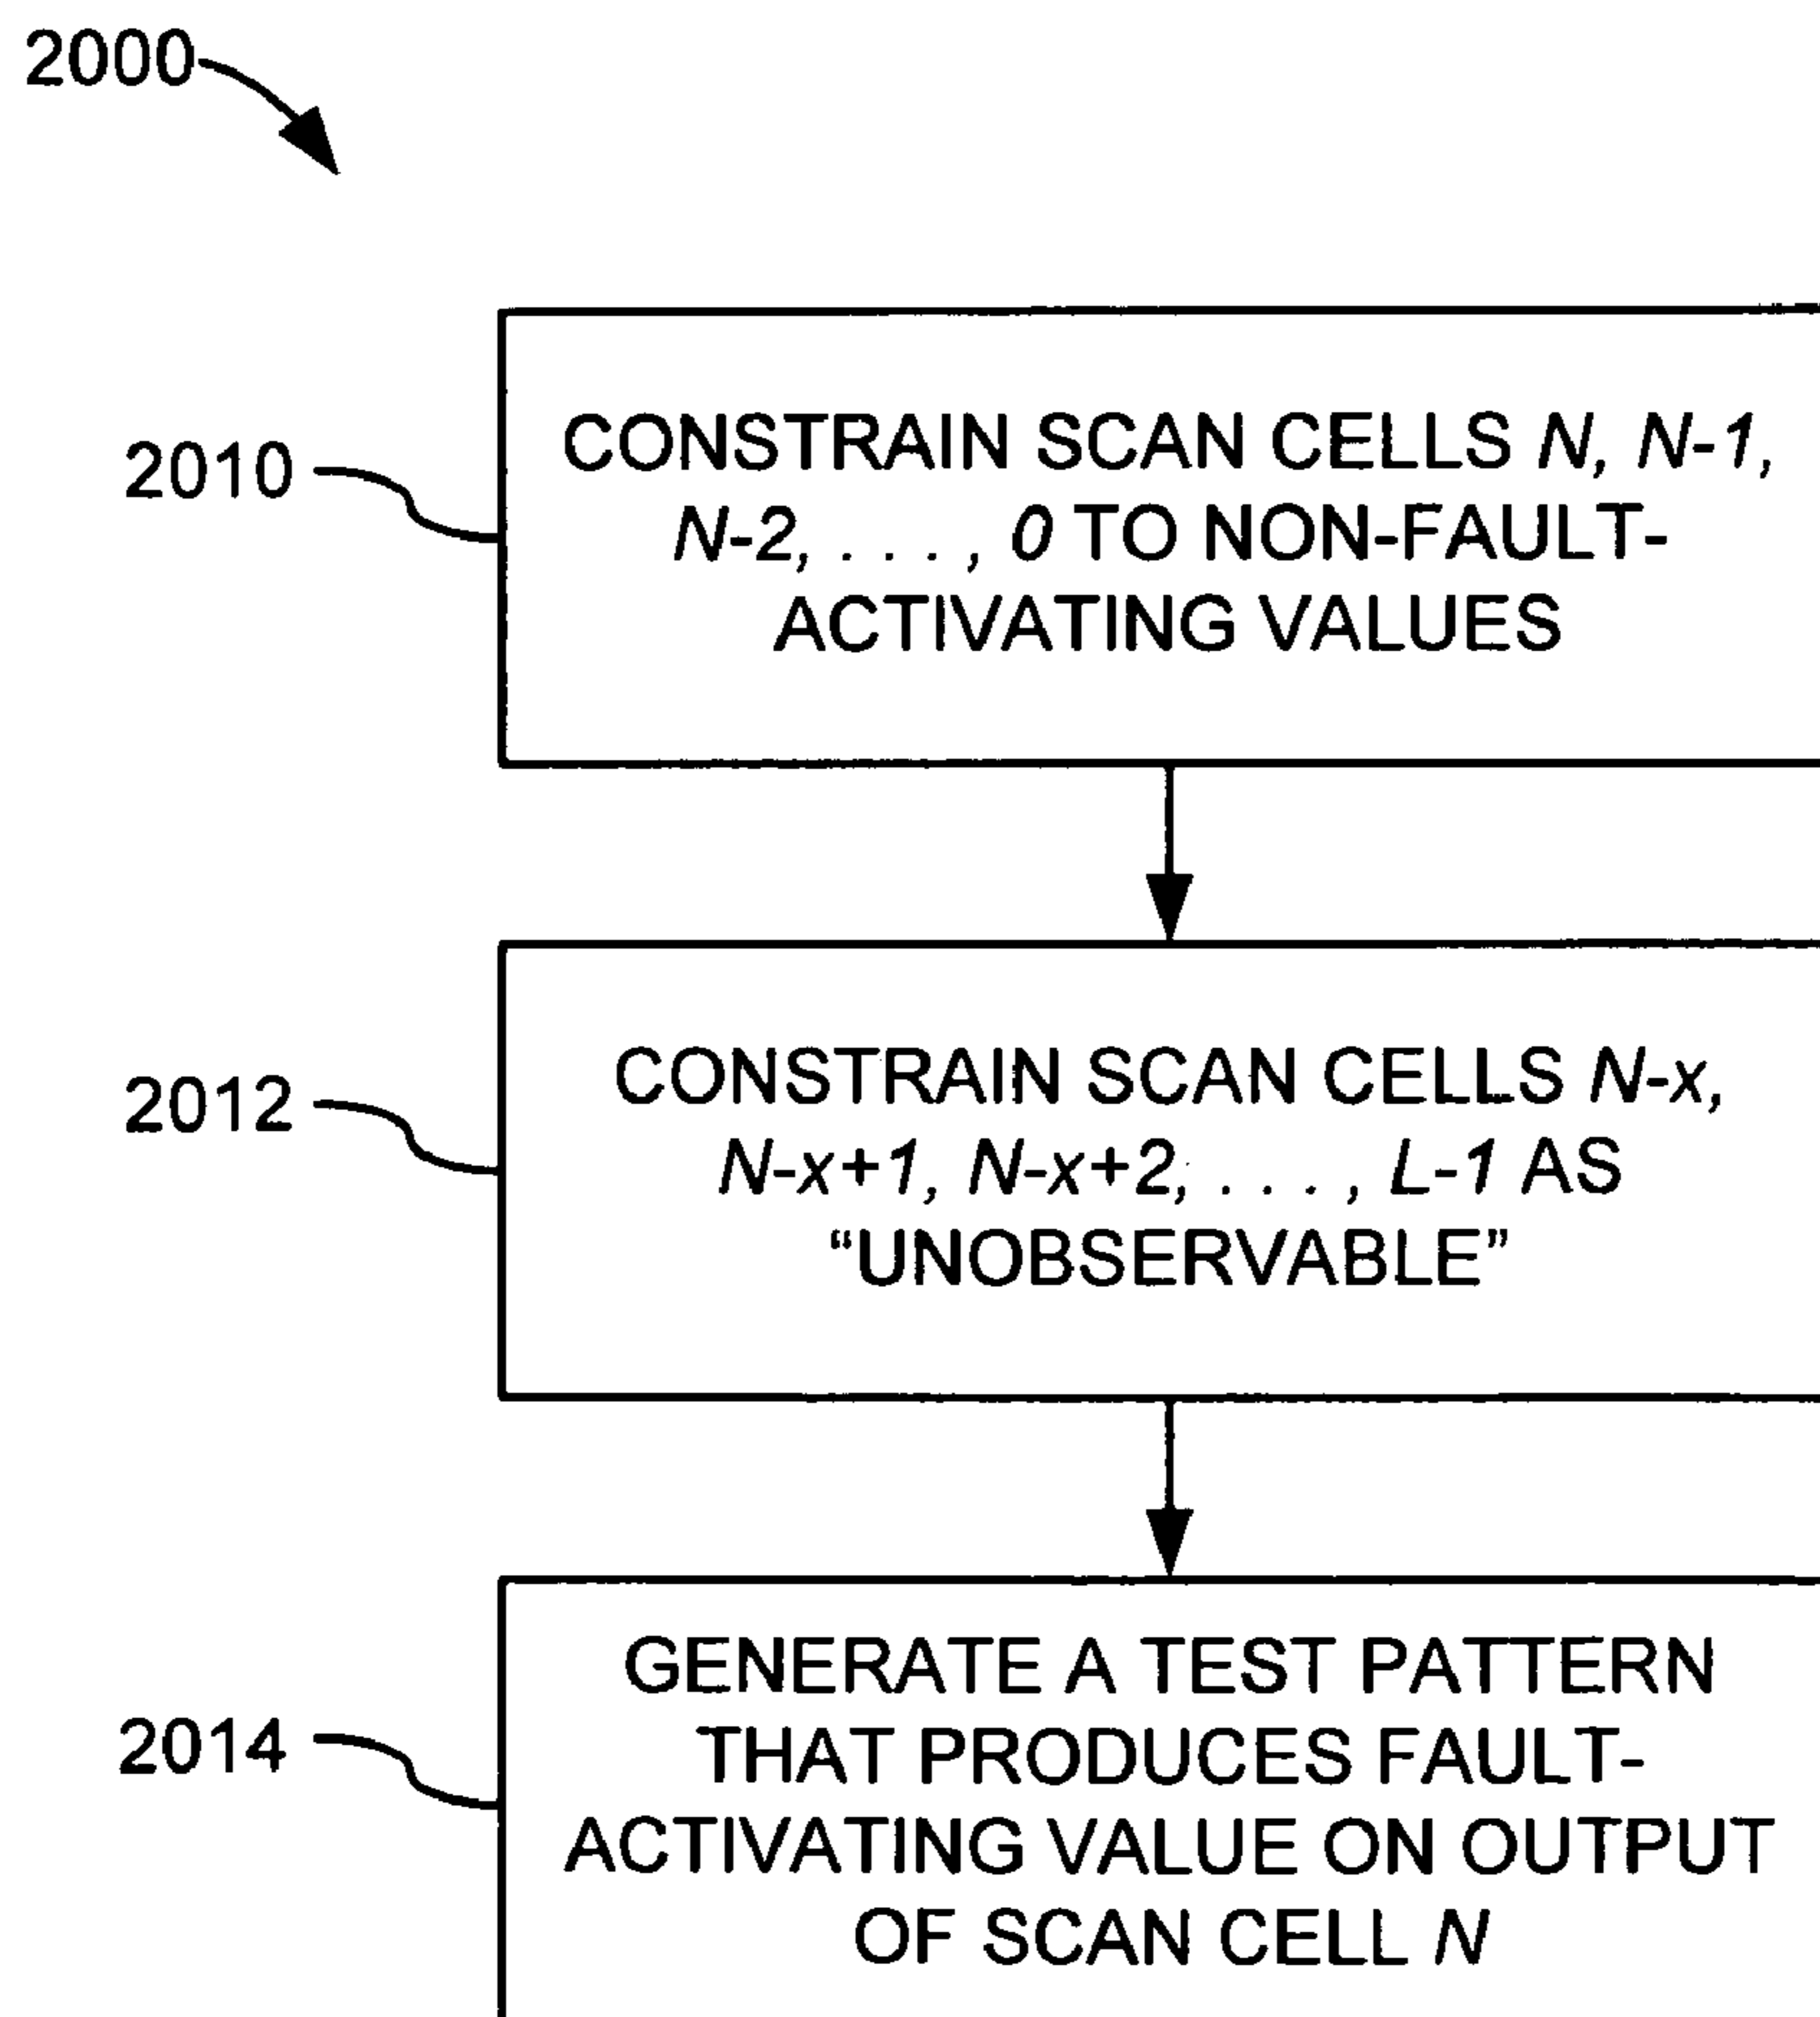 2000
2010
CONSTRAIN SCAN CELLS N, N-1,
N-2, . . . , 0 TO NON-FAULT-
ACTIVATING VALUES
2012
CONSTRAIN SCAN CELLS N-x,
N-x+1, N-x+2, . . . , L-1 AS
“UNOBSERVABLE”
2014
GENERATE A TEST PATTERN
THAT PRODUCES FAULT-
ACTIVATING VALUE ON OUTPUT
OF SCAN CELL N